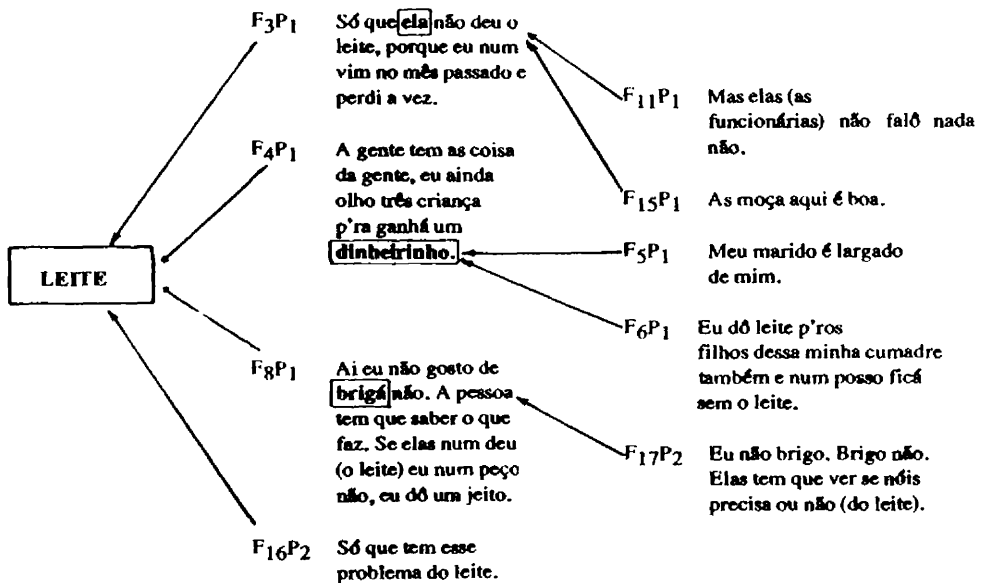 F3P1 Só que ela não deu o
leite, porque eu num
vim no mês passado e
perdi a vez.
F11P1 Mas elas (as
funcionárias) não falô nada
não.
F4P1 A gente tem as coisa
da gente, eu ainda
olho três criança
p'ra ganhá um
dinheirinho.
F15P1 As moça aqui é boa.
F5P1 Meu marido é largado
de mim.
LEITE
F6P1 Eu dô leite p'ros
filhos dessa minha cumadre
também e num posso ficá
sem o leite.
F8P1 Ai eu não gosto de
brigá não. A pessoa
tem que saber o que
faz. Se elas num deu
(o leite) eu num peço
não, eu dô um jeito.
F17P2 Eu não brigo. Brigo não.
Elas tem que ver se nóis
precisa ou não (do leite).
F16P2 Só que tem esse
problema do leite.